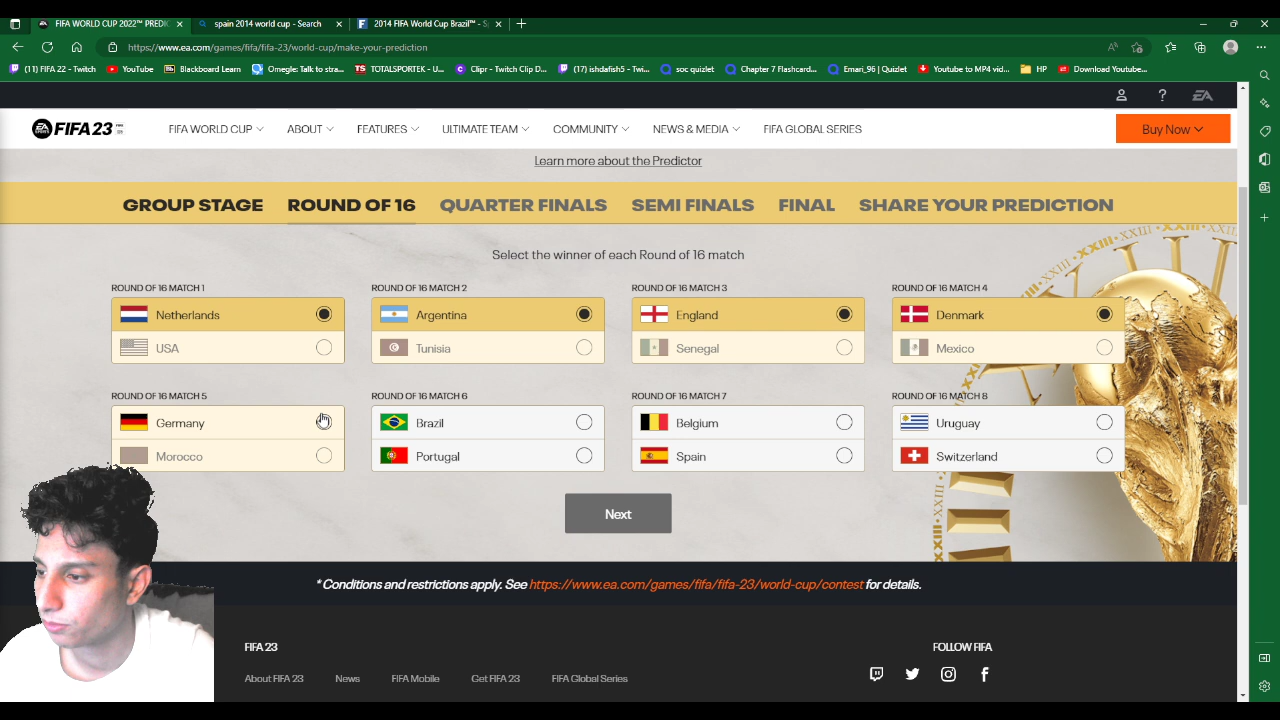 FIFA WORLD CUP 2022™ PREDI
spain 2014 world cup - Search
2014 FIFA World Cup Brazil™ - S
https://www.ea.com/games/fifa/fifa-23/world-cup/make-your-prediction
(11) FIFA 22 - Twitch
YouTube
Blackboard Learn
Omegle: Talk to stra...
TOTALSPORTEK - U...
Clipr - Twitch Clip D...
(17) ishdafish5 - Twi...
soc quizlet
Chapter 7 Flashcard...
Emari_96 | Quizlet
Youtube to MP4 vid...
HP
Download Youtube...
EA
EA SPORTS FIFA 23
FIFA WORLD CUP
ABOUT
FEATURES
ULTIMATE TEAM
COMMUNITY
NEWS & MEDIA
FIFA GLOBAL SERIES
Buy Now
Learn more about the Predictor
GROUP STAGE
ROUND OF 16
QUARTER FINALS
SEMI FINALS
FINAL
SHARE YOUR PREDICTION
Select the winner of each Round of 16 match
ROUND OF 16 MATCH 1
Netherlands
USA
ROUND OF 16 MATCH 2
Argentina
Tunisia
ROUND OF 16 MATCH 3
England
Senegal
ROUND OF 16 MATCH 4
Denmark
Mexico
ROUND OF 16 MATCH 5
Germany
Morocco
ROUND OF 16 MATCH 6
Brazil
Portugal
ROUND OF 16 MATCH 7
Belgium
Spain
ROUND OF 16 MATCH 8
Uruguay
Switzerland
Next
* Conditions and restrictions apply. See https://www.ea.com/games/fifa/fifa-23/world-cup/contest for details.
FIFA 23
FOLLOW FIFA
About FIFA 23
News
FIFA Mobile
Get FIFA 23
FIFA Global Series